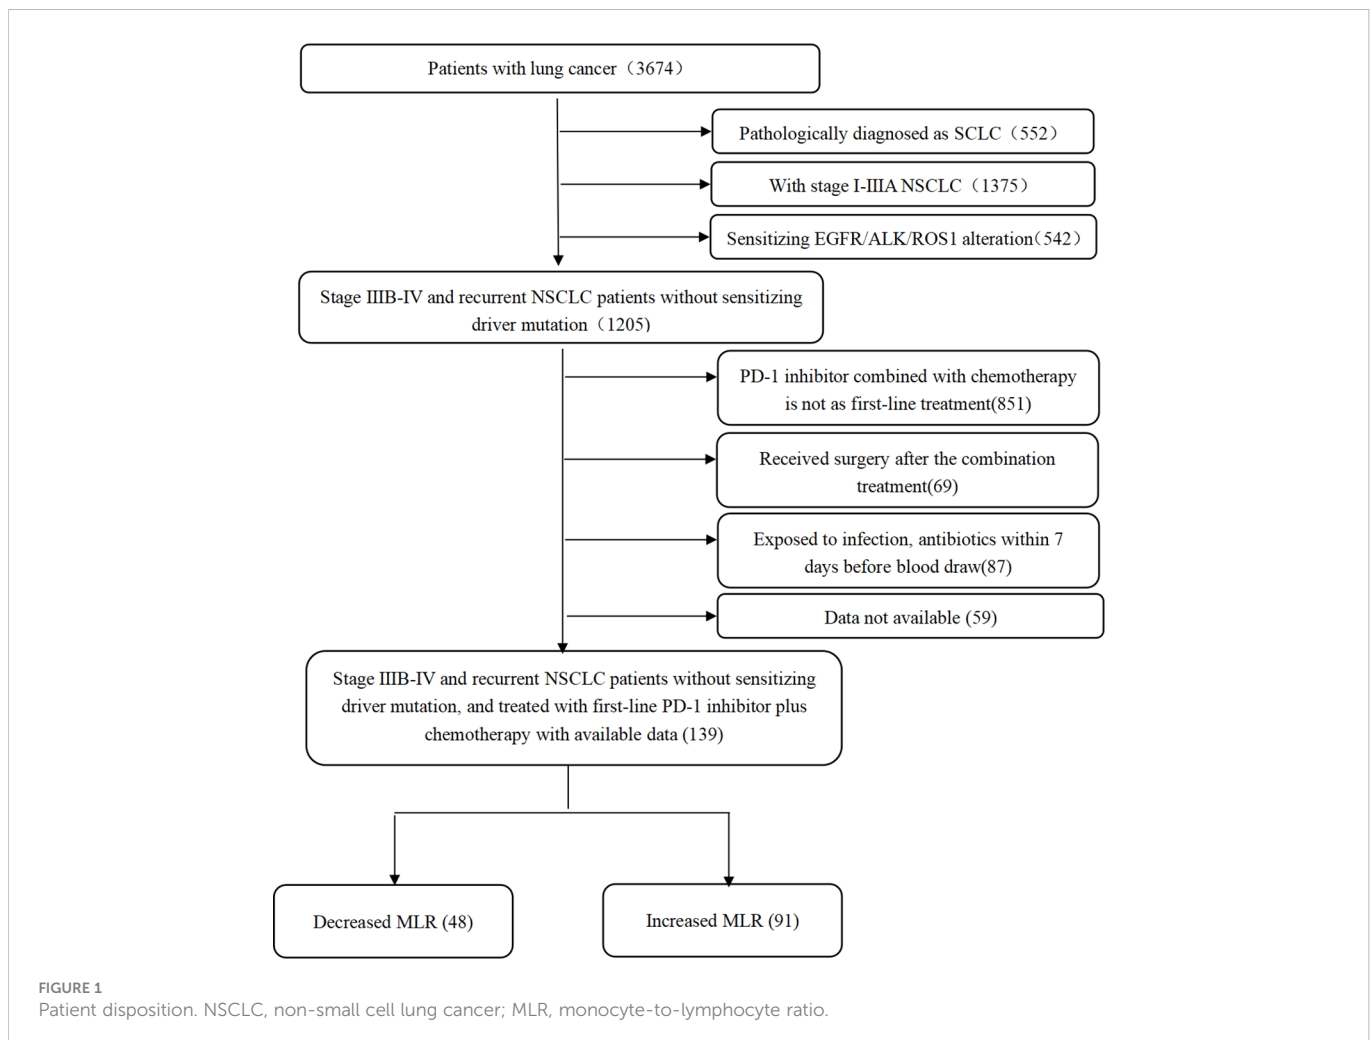 Patients with lung cancer（3674）
Pathologically diagnosed as SCLC（552）
With stage I-IIIA NSCLC（1375）
Sensitizing EGFR/ALK/ROS1 alteration（542）
Stage IIIB-IV and recurrent NSCLC patients without sensitizing
driver mutation（1205)
PD-1 inhibitor combined with chemotherapy
is not as first-line treatment(851)
Received surgery after the combination
treatment(69)
Exposed to infection, antibiotics within 7
days before blood draw(87)
Data not available (59)
Stage IIIB-IV and recurrent NSCLC patients without sensitizing
driver mutation, and treated with first-line PD-1 inhibitor plus
chemotherapy with available data (139)
Decreased MLR (48)
Increased MLR (91)
FIGURE 1
Patient disposition. NSCLC, non-small cell lung cancer; MLR, monocyte-to-lymphocyte ratio.